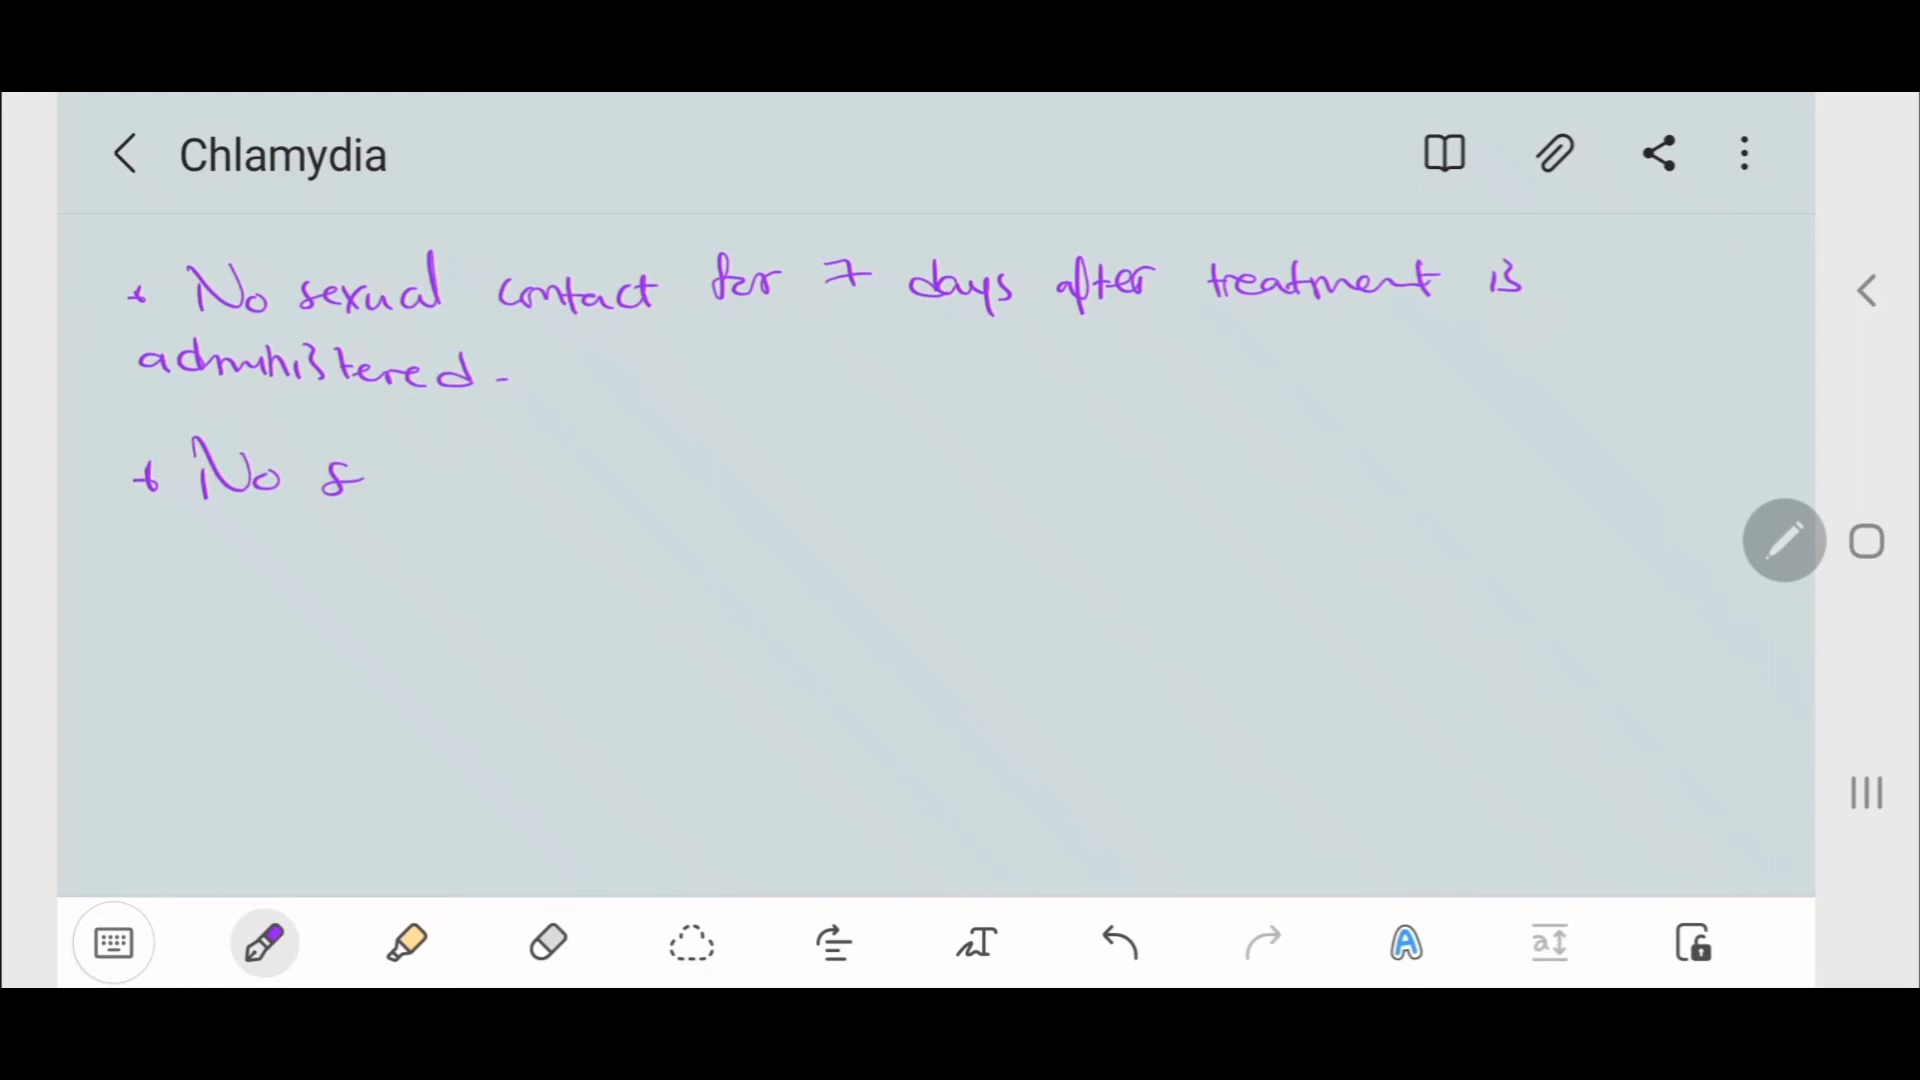 Chlamydia
* No sexual contact for 7 days after treatment is
administered.
* No s